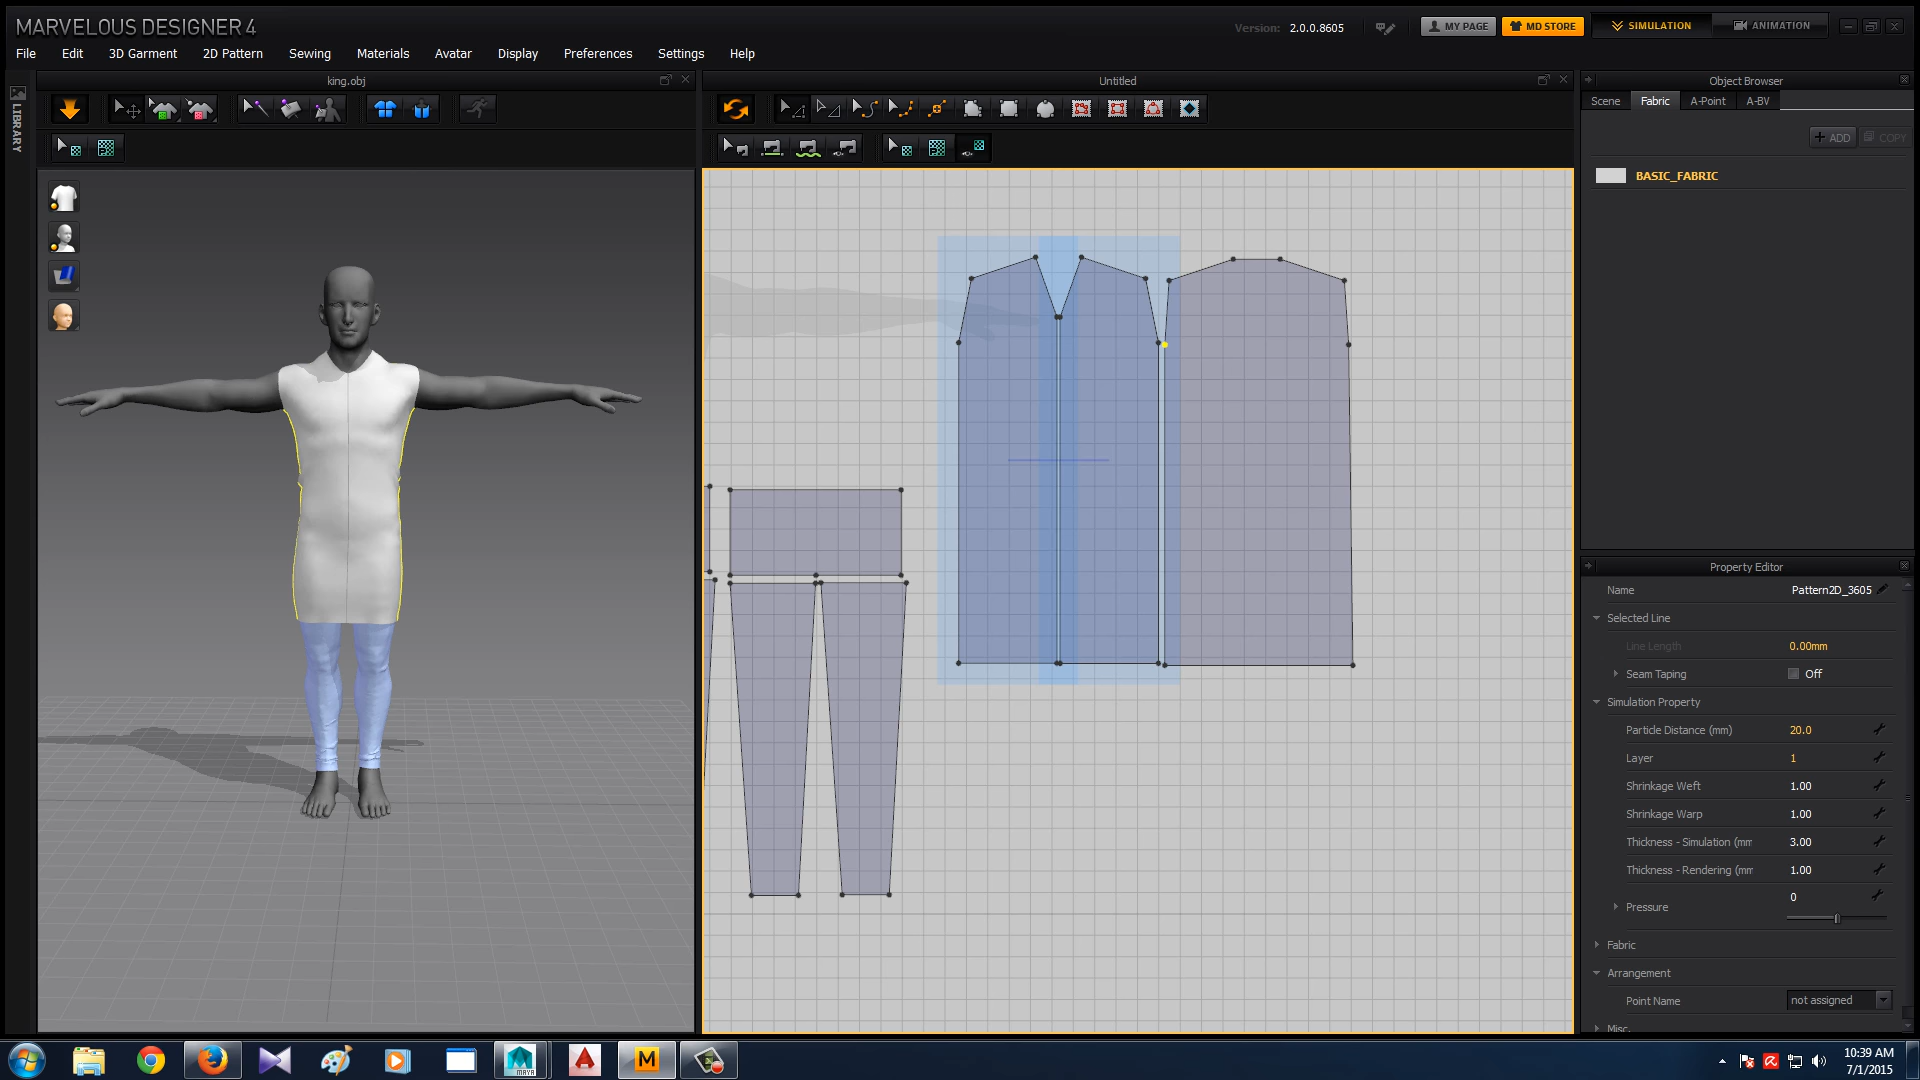 MARVELOUS DESIGNER 4
Version: 2.0.0.8605
MY PAGE
MD STORE
SIMULATION
ANIMATION
File Edit 3D Garment 2D Pattern Sewing Materials Avatar Display Preferences Settings Help
LIBRARY
king.obj
Untitled
Object Browser
Scene Fabric A-Point A-BV
+ ADD COPY
BASIC_FABRIC
Property Editor
Name Pattern2D_3605
Selected Line
Line Length 0.00mm
Seam Taping Off
Simulation Property
Particle Distance (mm) 20.0
Layer 1
Shrinkage Weft 1.00
Shrinkage Warp 1.00
Thickness - Simulation (mm 3.00
Thickness - Rendering (mm 1.00
0
Pressure
Fabric
Arrangement
Point Name not assigned
Misc.
MAYA
M
10:39 AM
7/1/2015